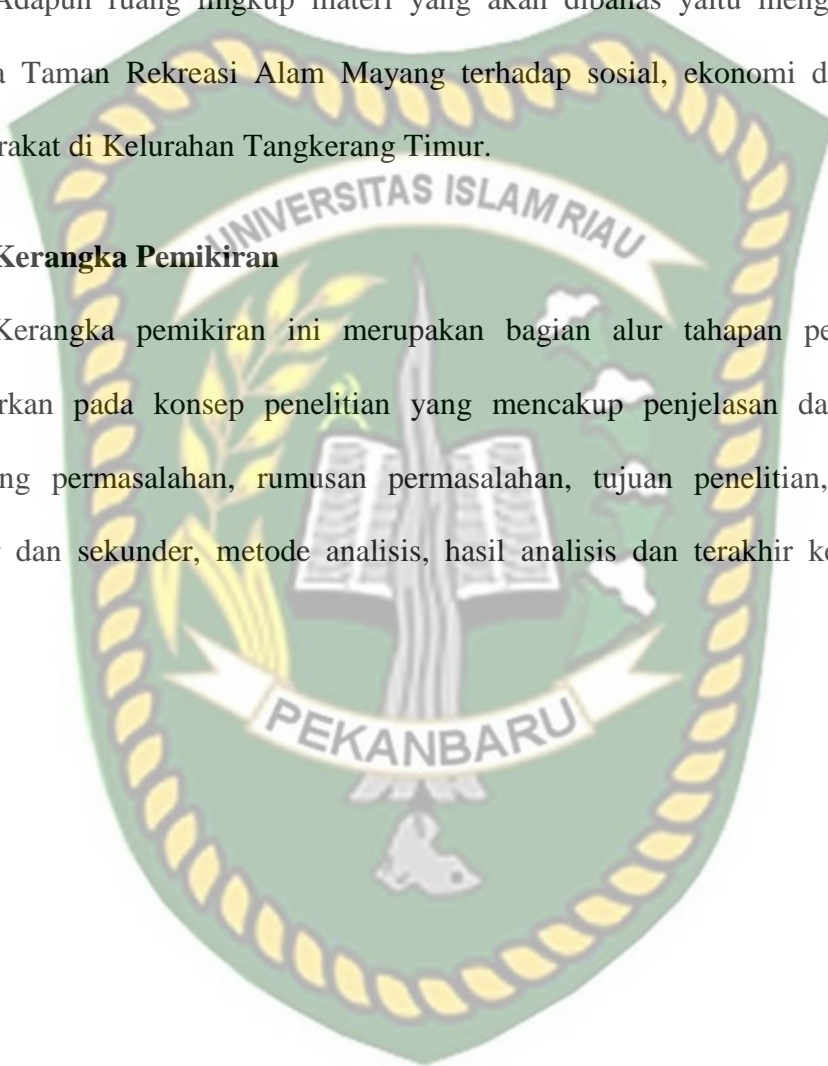 Adapun ruang lingkup materi yang akan dibahas yaitu meng
a Taman Rekreasi Alam Mayang terhadap sosial, ekonomi d
rakat di Kelurahan Tangkerang Timur.
UNIVERSITAS ISLAM RIAU
Kerangka Pemikiran
Kerangka pemikiran ini merupakan bagian alur tahapan pe
rkan pada konsep penelitian yang mencakup penjelasan da
ng permasalahan, rumusan permasalahan, tujuan penelitian,
dan sekunder, metode analisis, hasil analisis dan terakhir ke
PEKANBARU